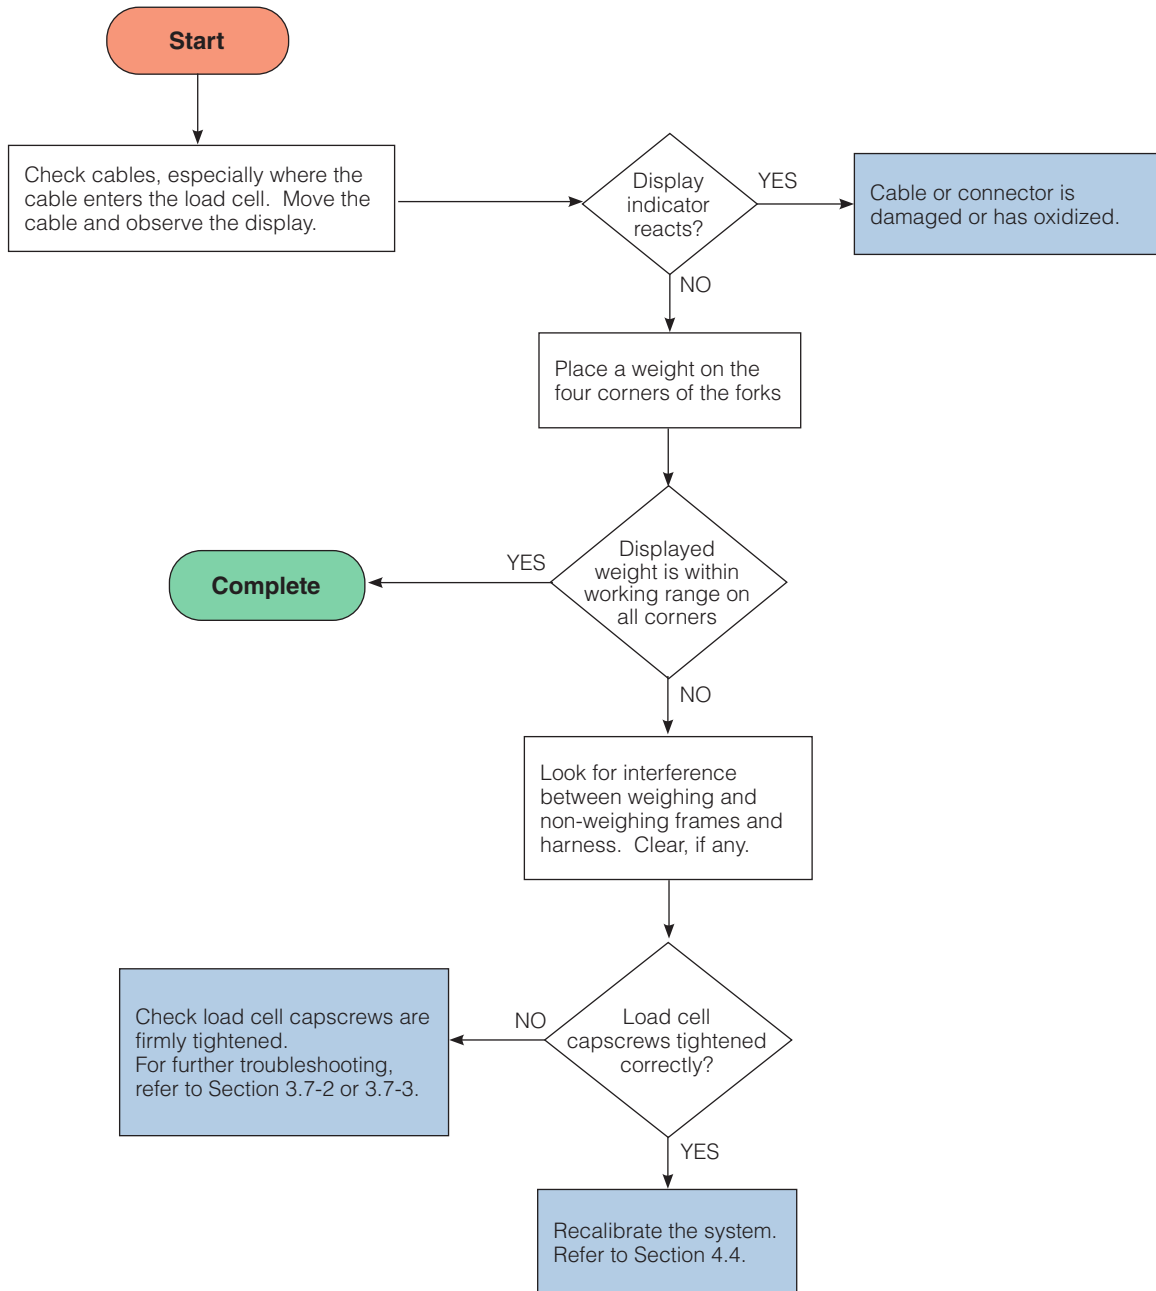 Start
Check cables, especially where the
cable enters the load cell.  Move the
cable and observe the display.
Display
indicator
reacts?
YES
Cable or connector is
damaged or has oxidized.
NO
Place a weight on the
four corners of the forks
Displayed
weight is within
working range on
all corners
YES
Complete
NO
Look for interference
between weighing and
non-weighing frames and
harness.  Clear, if any.
Load cell
capscrews tightened
correctly?
NO
Check load cell capscrews are
firmly tightened.
For further troubleshooting,
refer to Section 3.7-2 or 3.7-3.
YES
Recalibrate the system.
Refer to Section 4.4.